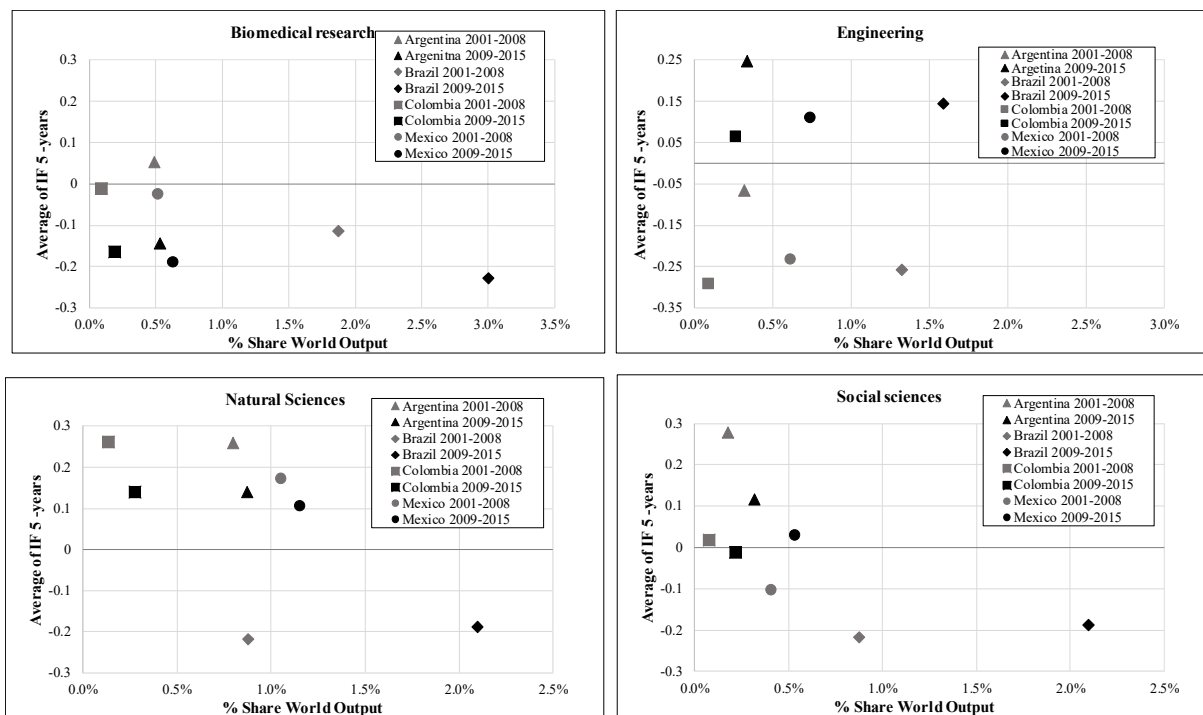 Biomedical research
Argentina 2001-2008
Argenitna 2009-2015
Brazil 2001-2008
Brazil 2009-2015
Colombia 2001-2008
Colombia 2009-2015
Mexico 2001-2008
Mexico 2009-2015
0.3
0.2
0.1
0
-0.1
-0.2
-0.3
Average of IF 5 -years
0.0% 0.5% 1.0% 1.5% 2.0% 2.5% 3.0% 3.5%
% Share World Output
Engineering
Argentina 2001-2008
Argetina 2009-2015
Brazil 2001-2008
Brazil 2009-2015
Colombia 2001-2008
Colombia 2009-2015
Mexico 2001-2008
Mexico 2009-2015
0.25
0.15
0.05
-0.05
-0.15
-0.25
-0.35
Average of IF 5 -years
0.0% 0.5% 1.0% 1.5% 2.0% 2.5% 3.0%
% Share World Output
Natural Sciences
Argentina 2001-2008
Argentina 2009-2015
Brazil 2001-2008
Brazil 2009-2015
Colombia 2001-2008
Colombia 2009-2015
Mexico 2001-2008
Mexico 2009-2015
0.3
0.2
0.1
0
-0.1
-0.2
-0.3
Average of IF 5 -years
0.0% 0.5% 1.0% 1.5% 2.0% 2.5%
% Share World Output
Social sciences
Argentina 2001-2008
Argentina 2009-2015
Brazil 2001-2008
Brazil 2009-2015
Colombia 2001-2008
Colombia 2009-2015
Mexico 2001-2008
Mexico 2009-2015
0.3
0.2
0.1
0
-0.1
-0.2
-0.3
Average of IF 5 -years
0.0% 0.5% 1.0% 1.5% 2.0% 2.5%
% Share World Output